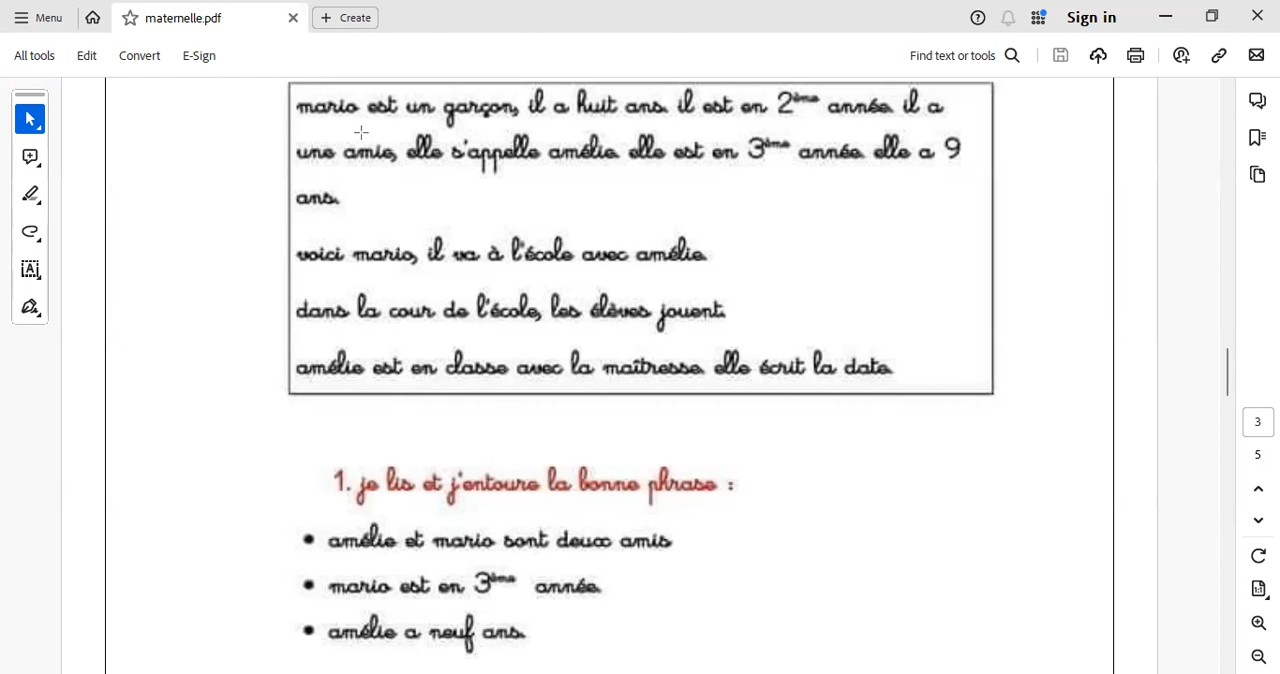 Menu
maternelle.pdf
Create
Sign in
All tools
Edit
Convert
E-Sign
Find text or tools
mario est un garçon, il a huit ans. il est en 2ème année. il a
une amie, elle s'appelle amélie. elle est en 3ème année. elle a 9
ans.
voici mario, il va à l'école avec amélie.
dans la cour de l'école, les élèves jouent.
amélie est en classe avec la maîtresse. elle écrit la date.
1. je lis et j'entoure la bonne phrase :
• amélie et mario sont deux amis
• mario est en 3ème année.
• amélie a neuf ans.
3
5